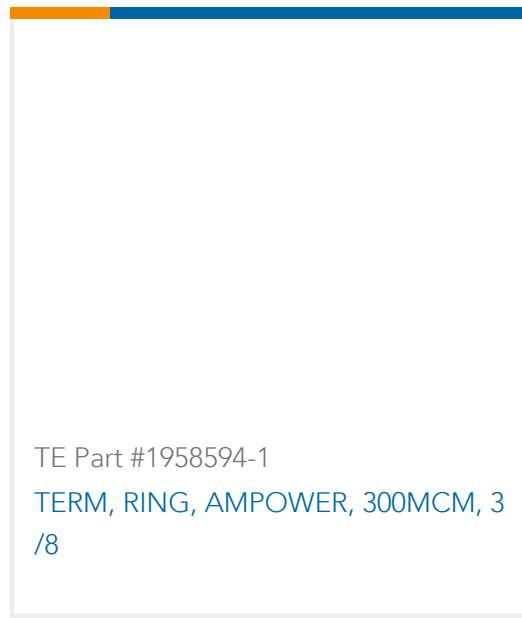 TE Part #1958594-1
TERM, RING, AMPOWER, 300MCM, 3
/8